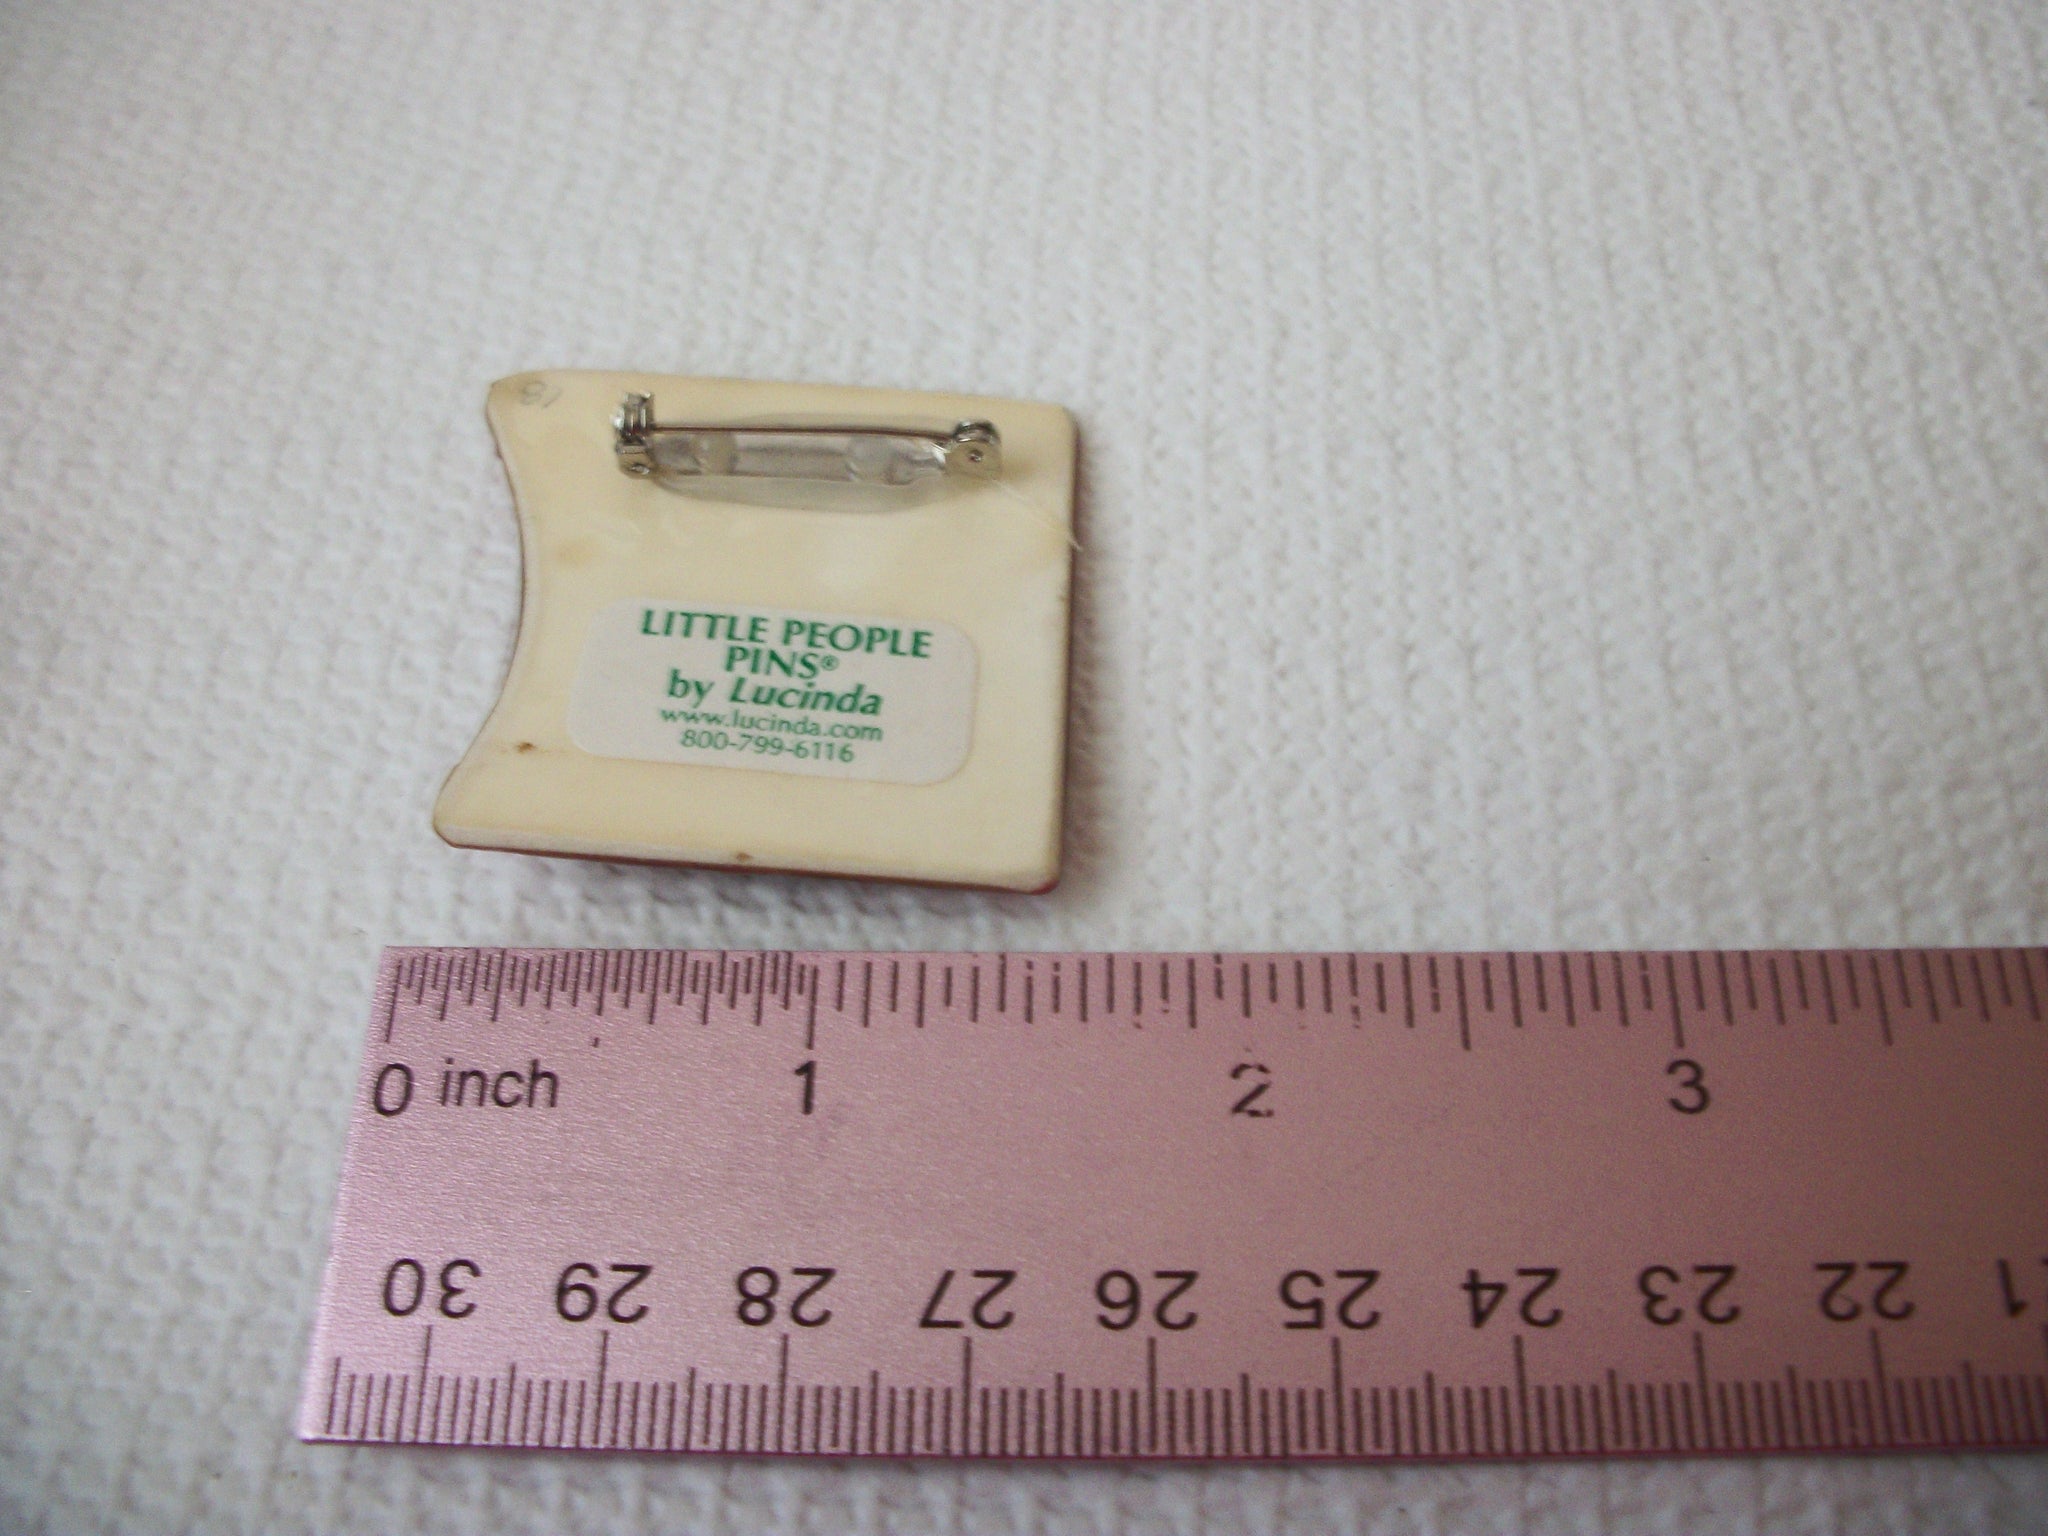 LITTLE PEOPLE
PINS®
by Lucinda
www.lucinda.com
800-799-6116
0 inch 1 2 3
30 29 28 27 26 25 24 23 22